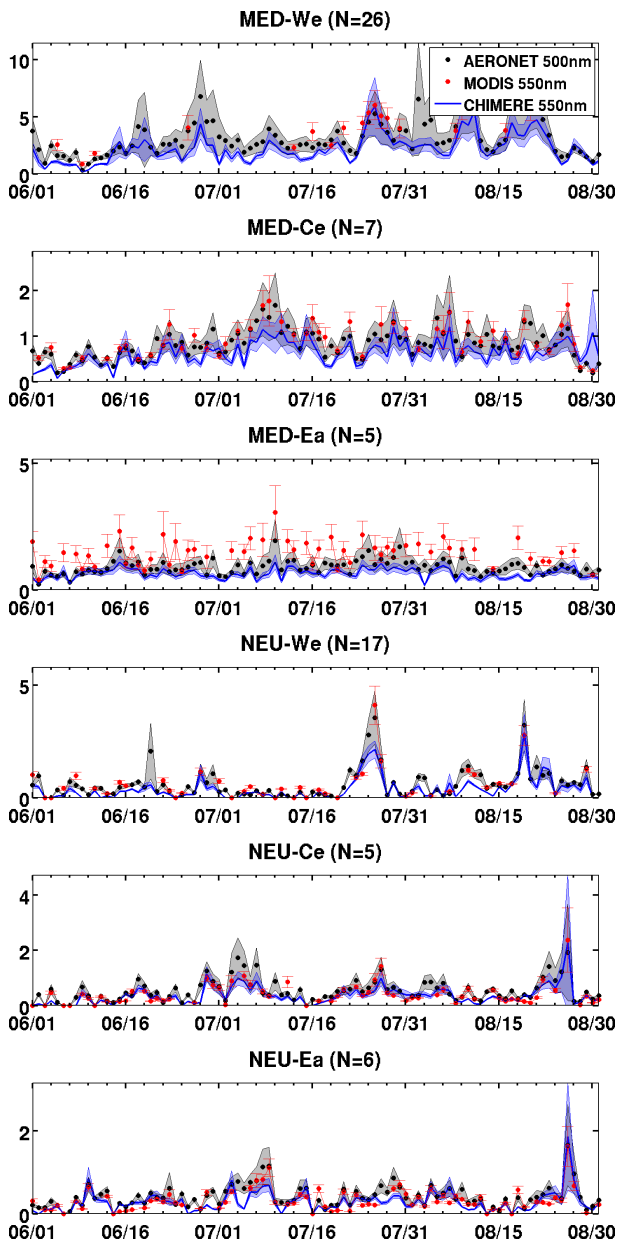 MED-We (N=26)
10
5
0
AERONET 500nm
MODIS 550nm
CHIMERE 550nm
06/01 06/16 07/01 07/16 07/31 08/15 08/30
MED-Ce (N=7)
2
1
0
06/01 06/16 07/01 07/16 07/31 08/15 08/30
MED-Ea (N=5)
5
0
06/01 06/16 07/01 07/16 07/31 08/15 08/30
NEU-We (N=17)
5
0
06/01 06/16 07/01 07/16 07/31 08/15 08/30
NEU-Ce (N=5)
4
2
0
06/01 06/16 07/01 07/16 07/31 08/15 08/30
NEU-Ea (N=6)
2
0
06/01 06/16 07/01 07/16 07/31 08/15 08/30